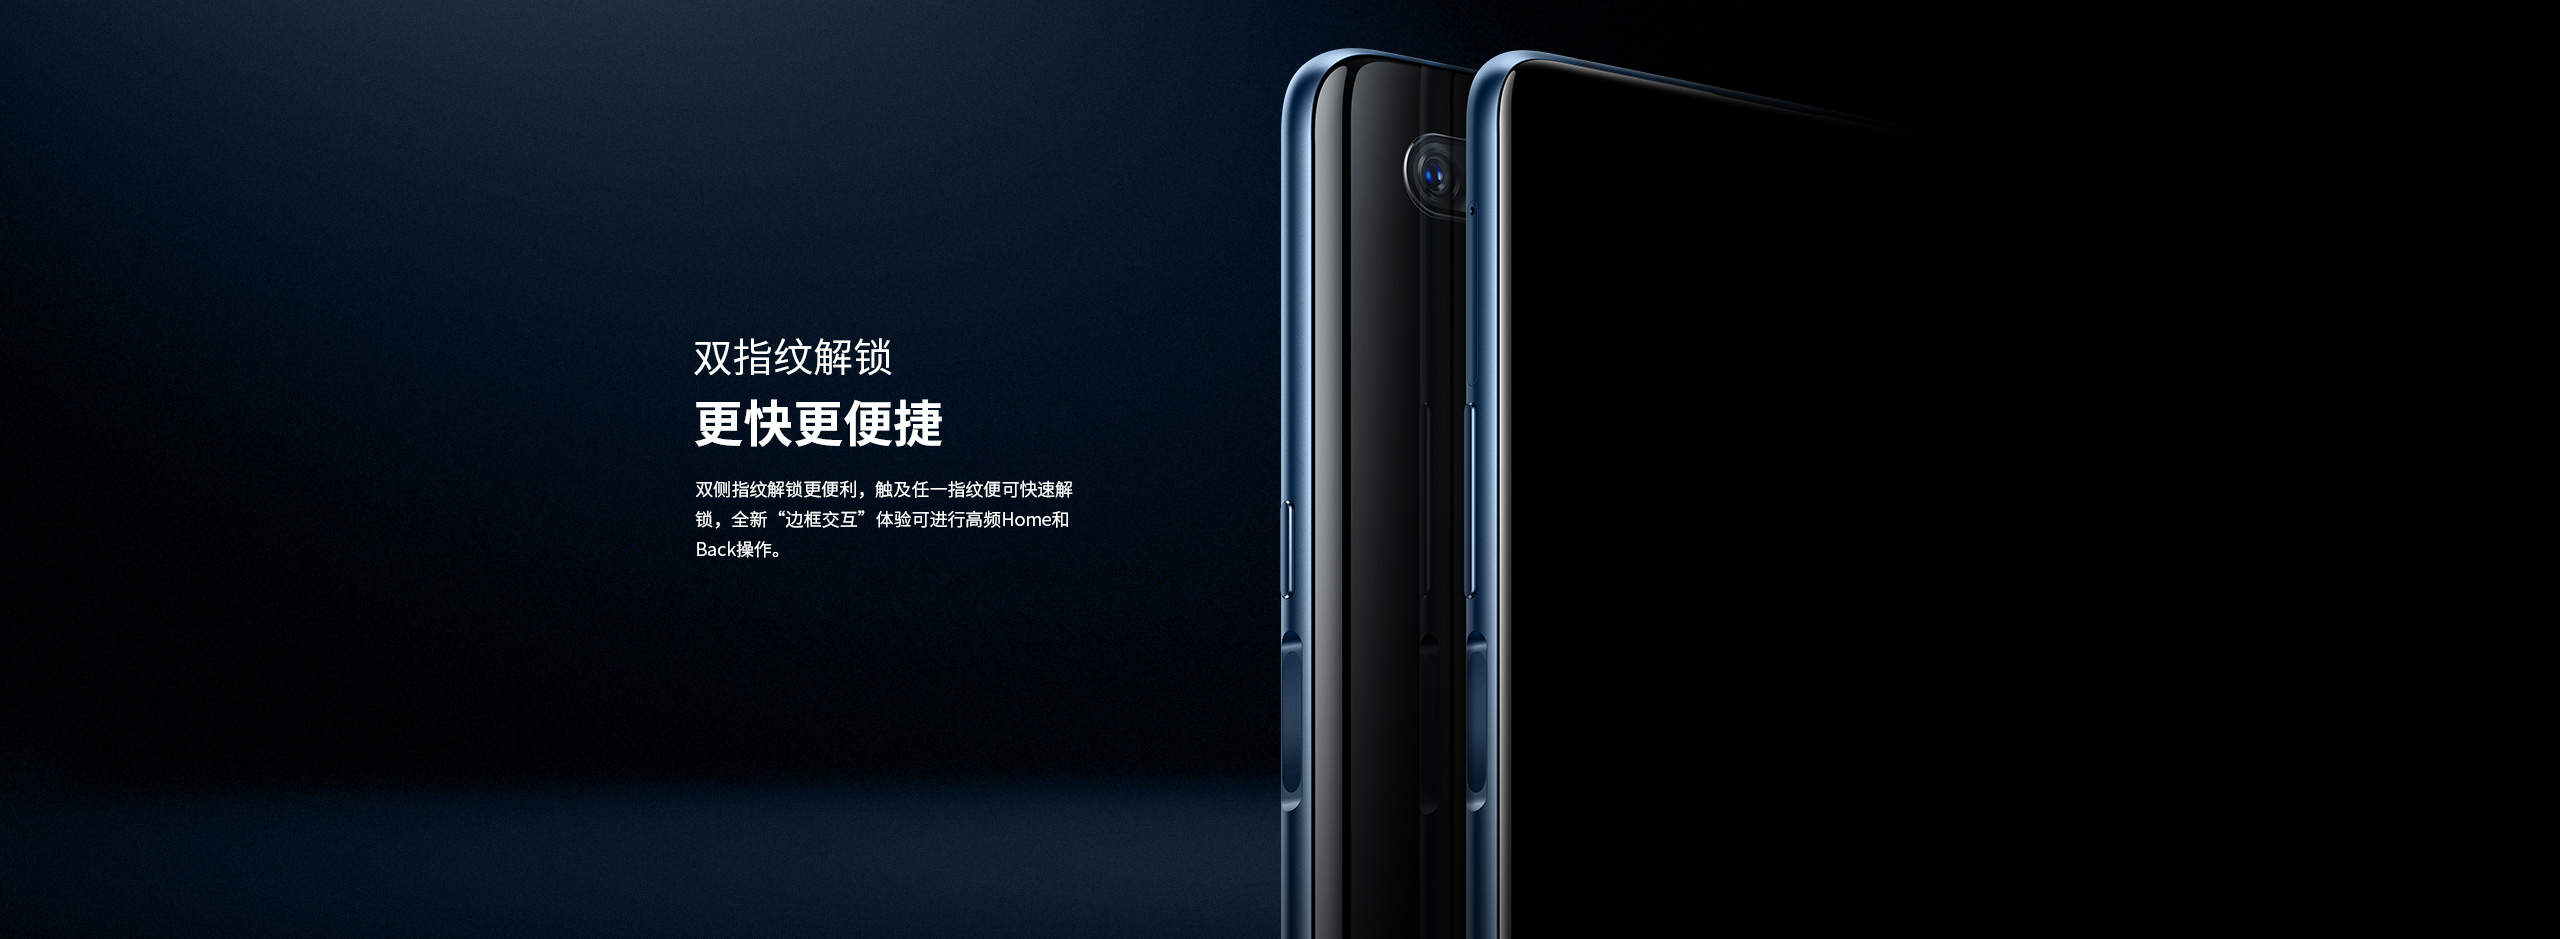 双指纹解锁
更快更便捷
双侧指纹解锁更便利，触及任一指纹便可快速解
锁，全新“边框交互”体验可进行高频Home和
Back操作。